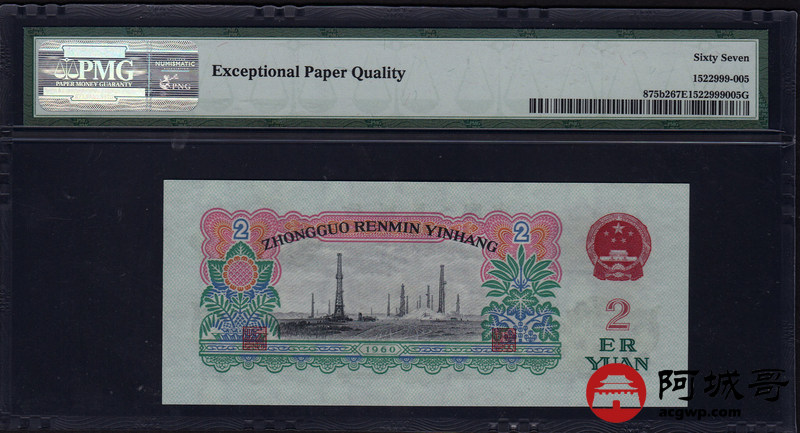 PMG
PAPER MONEY GUARANTY
NUMISMATIC
PNG
Exceptional Paper Quality
Sixty Seven
1522999-005
875b267E1522999005G
2
ZHONGGUO RENMIN YINHANG
2
1960
2
ER
YUAN
阿城哥
acgwp.com